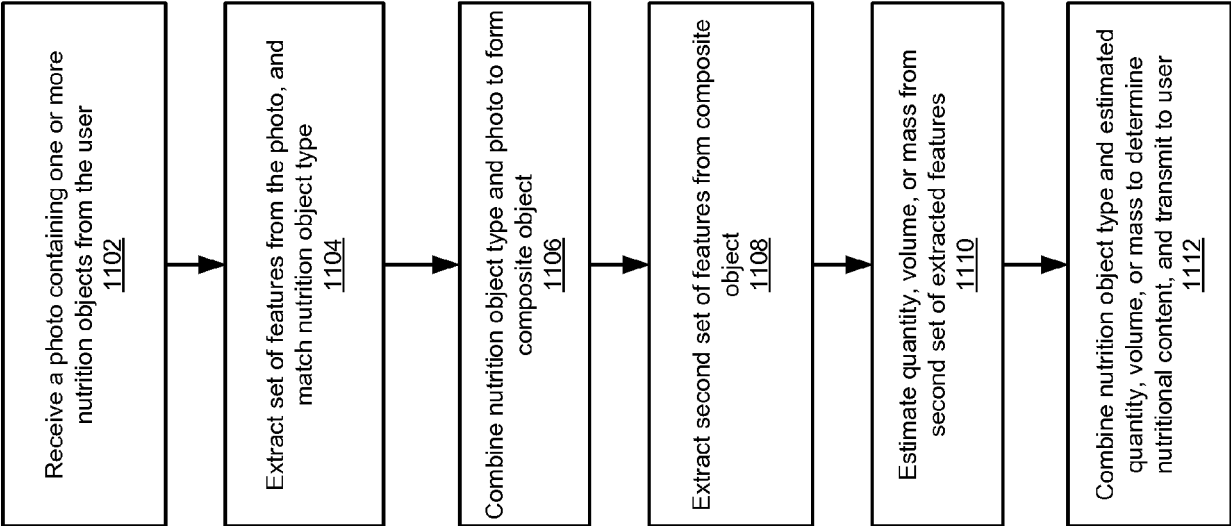 Receive a photo containing one or more
nutrition objects from the user
1102
Extract set of features from the photo, and
match nutrition object type
1104
Combine nutrition object type and photo to form
composite object
1106
Extract second set of features from composite
object
1108
Estimate quantity, volume, or mass from
second set of extracted features
1110
Combine nutrition object type and estimated
quantity, volume, or mass to determine
nutritional content, and transmit to user
1112